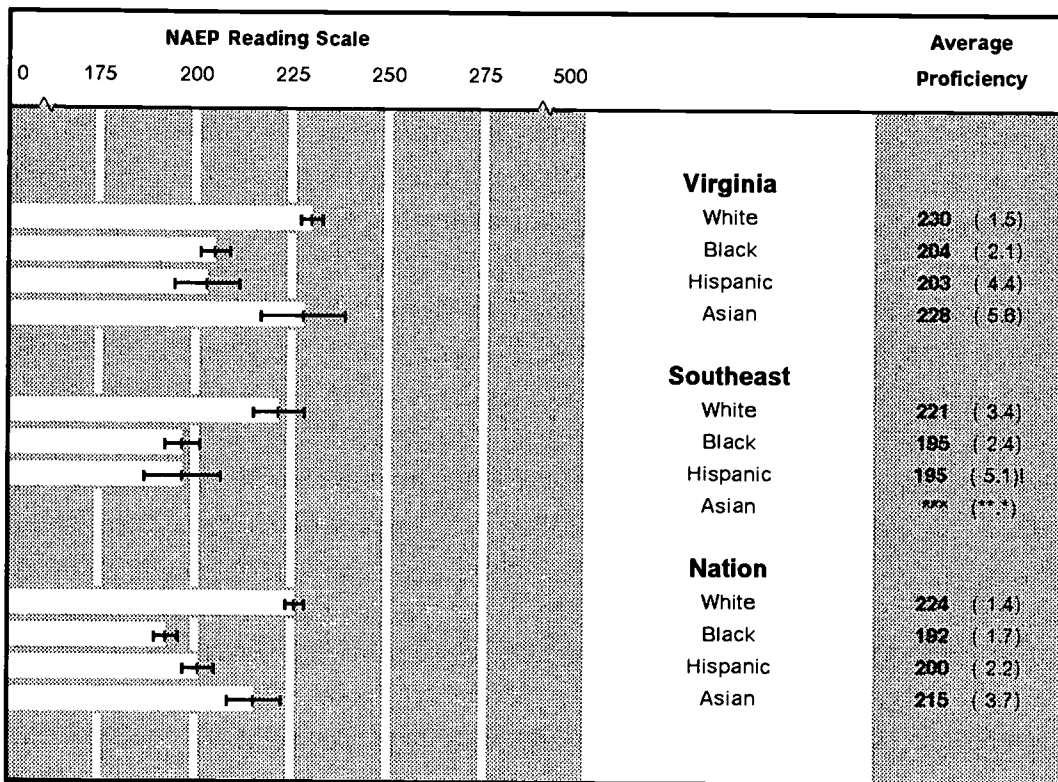 NAEP Reading Scale
Average
Proficiency
0 175 200 225 250 275 500
Virginia
White 230 ( 1.5)
Black 204 ( 2.1)
Hispanic 203 ( 4.4)
Asian 228 ( 5.6)
Southeast
White 221 ( 3.4)
Black 195 ( 2.4)
Hispanic 195 ( 5.1)!
Asian *** (**.*)
Nation
White 224 ( 1.4)
Black 192 ( 1.7)
Hispanic 200 ( 2.2)
Asian 215 ( 3.7)